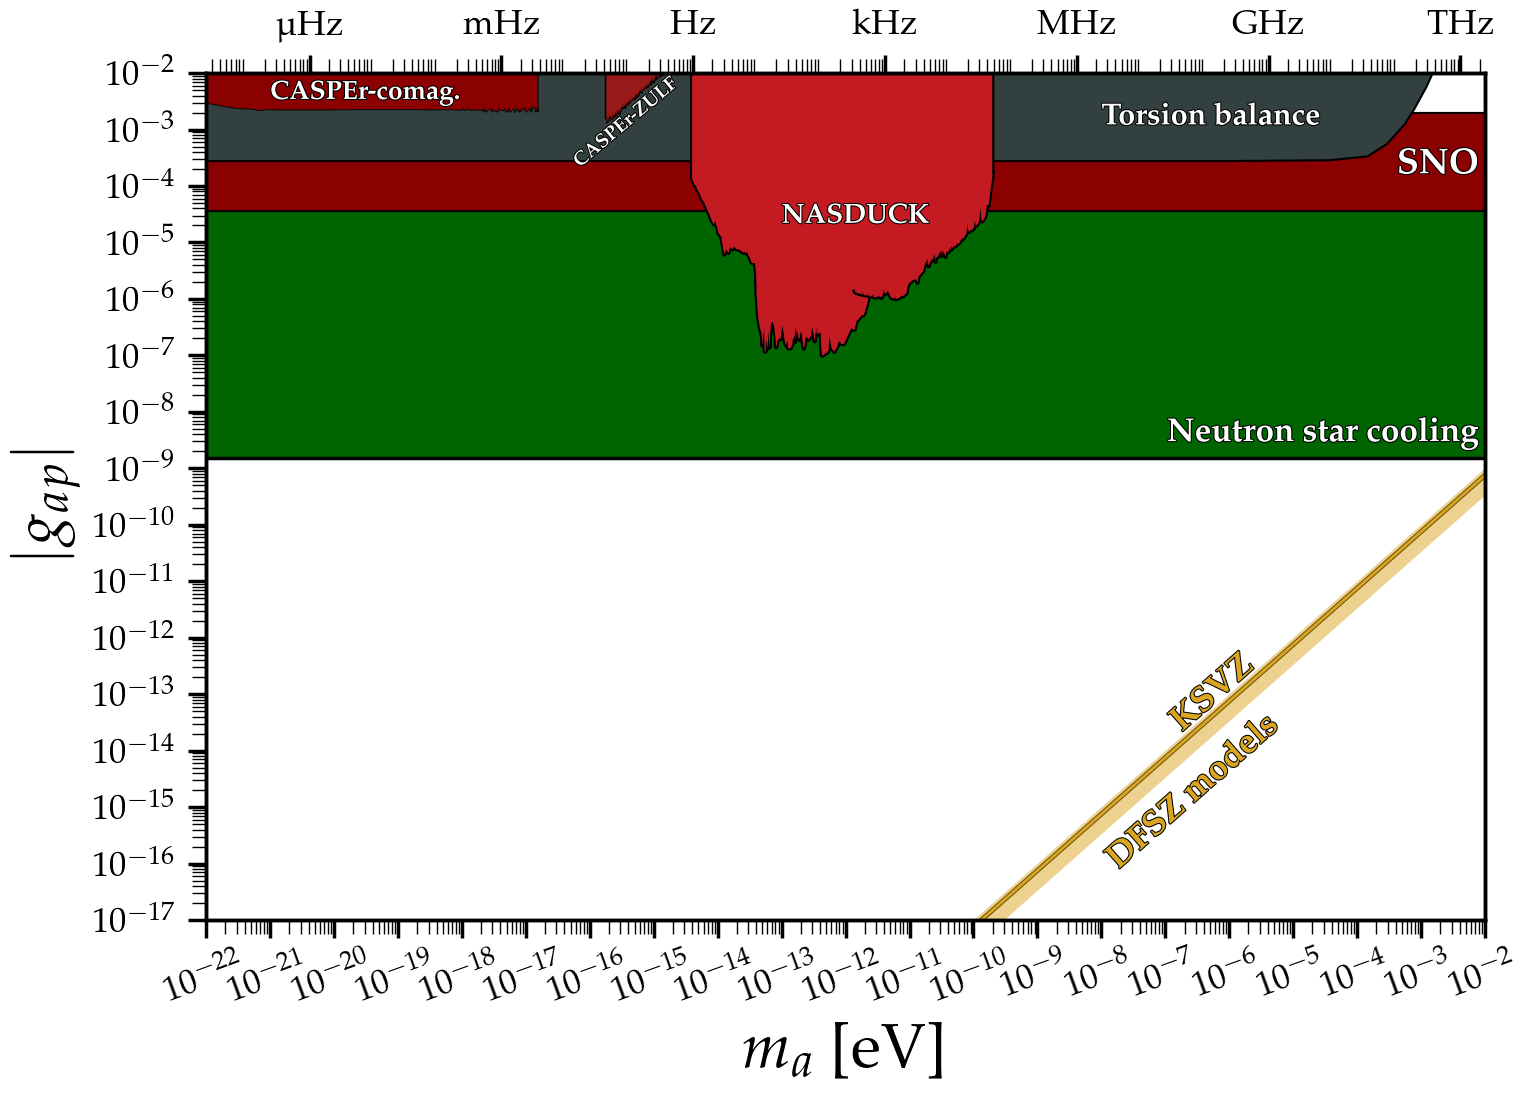 µHz mHz Hz kHz MHz GHz THz
10⁻²
CASPEr-comag.
CASPEr-ZULF
Torsion balance
10⁻³
SNO
10⁻⁴
NASDUCK
10⁻⁵
10⁻⁶
10⁻⁷
10⁻⁸
Neutron star cooling
10⁻⁹
|gₐₚ|
10⁻¹⁰
10⁻¹¹
10⁻¹²
KSVZ
10⁻¹³
10⁻¹⁴
DFSZ models
10⁻¹⁵
10⁻¹⁶
10⁻¹⁷
10⁻²² 10⁻²¹ 10⁻²⁰ 10⁻¹⁹ 10⁻¹⁸ 10⁻¹⁷ 10⁻¹⁶ 10⁻¹⁵ 10⁻¹⁴ 10⁻¹³ 10⁻¹² 10⁻¹¹ 10⁻¹⁰ 10⁻⁹ 10⁻⁸ 10⁻⁷ 10⁻⁶ 10⁻⁵ 10⁻⁴ 10⁻³ 10⁻²
mₐ [eV]